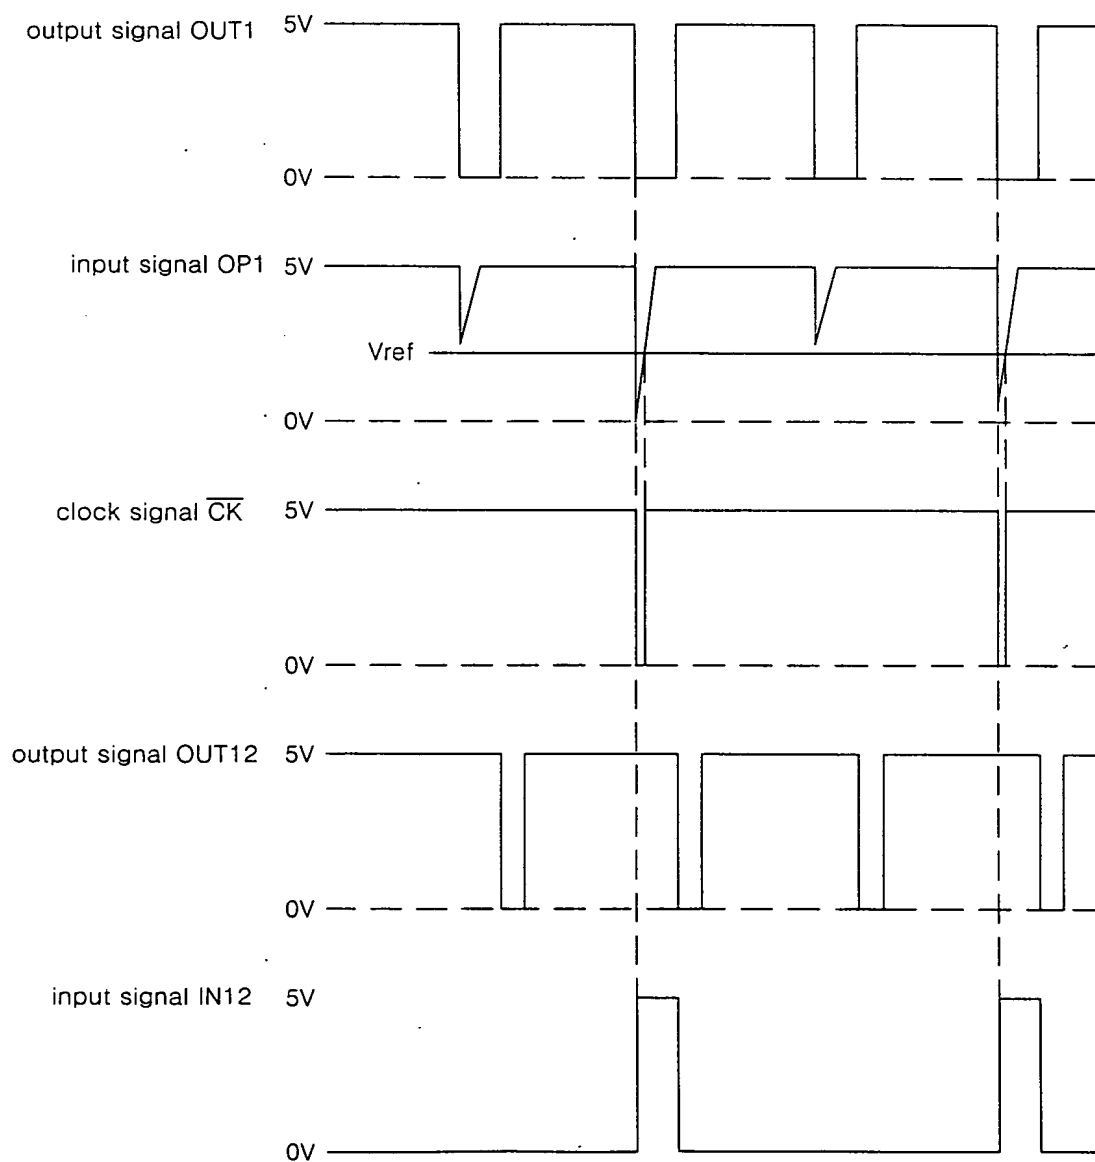 output signal OUT1 5V
0V
input signal OP1 5V
Vref
0V
clock signal C̅K̅ 5V
0V
output signal OUT12 5V
0V
input signal IN12 5V
0V